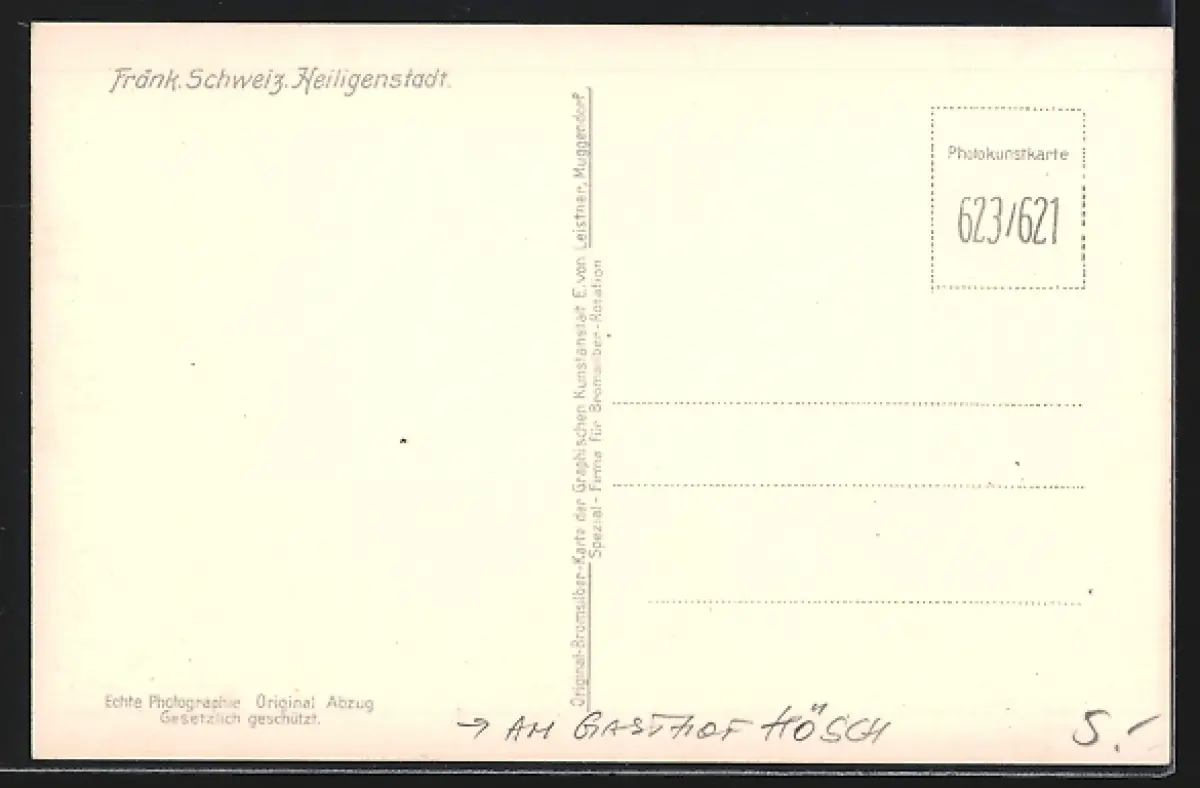 Fränk. Schweiz. Heiligenstadt.
Photokunstkarte
623/621
Original-Bromsilber-Karte der Graphischen Kunstanstalt E. von Leistner, Muggendorf
Spezial-Firma für Bromsilber-Rotation
Echte Photographie Original Abzug
Gesetzlich geschützt.
→ AM GASTHOF HÖSCH
5.-